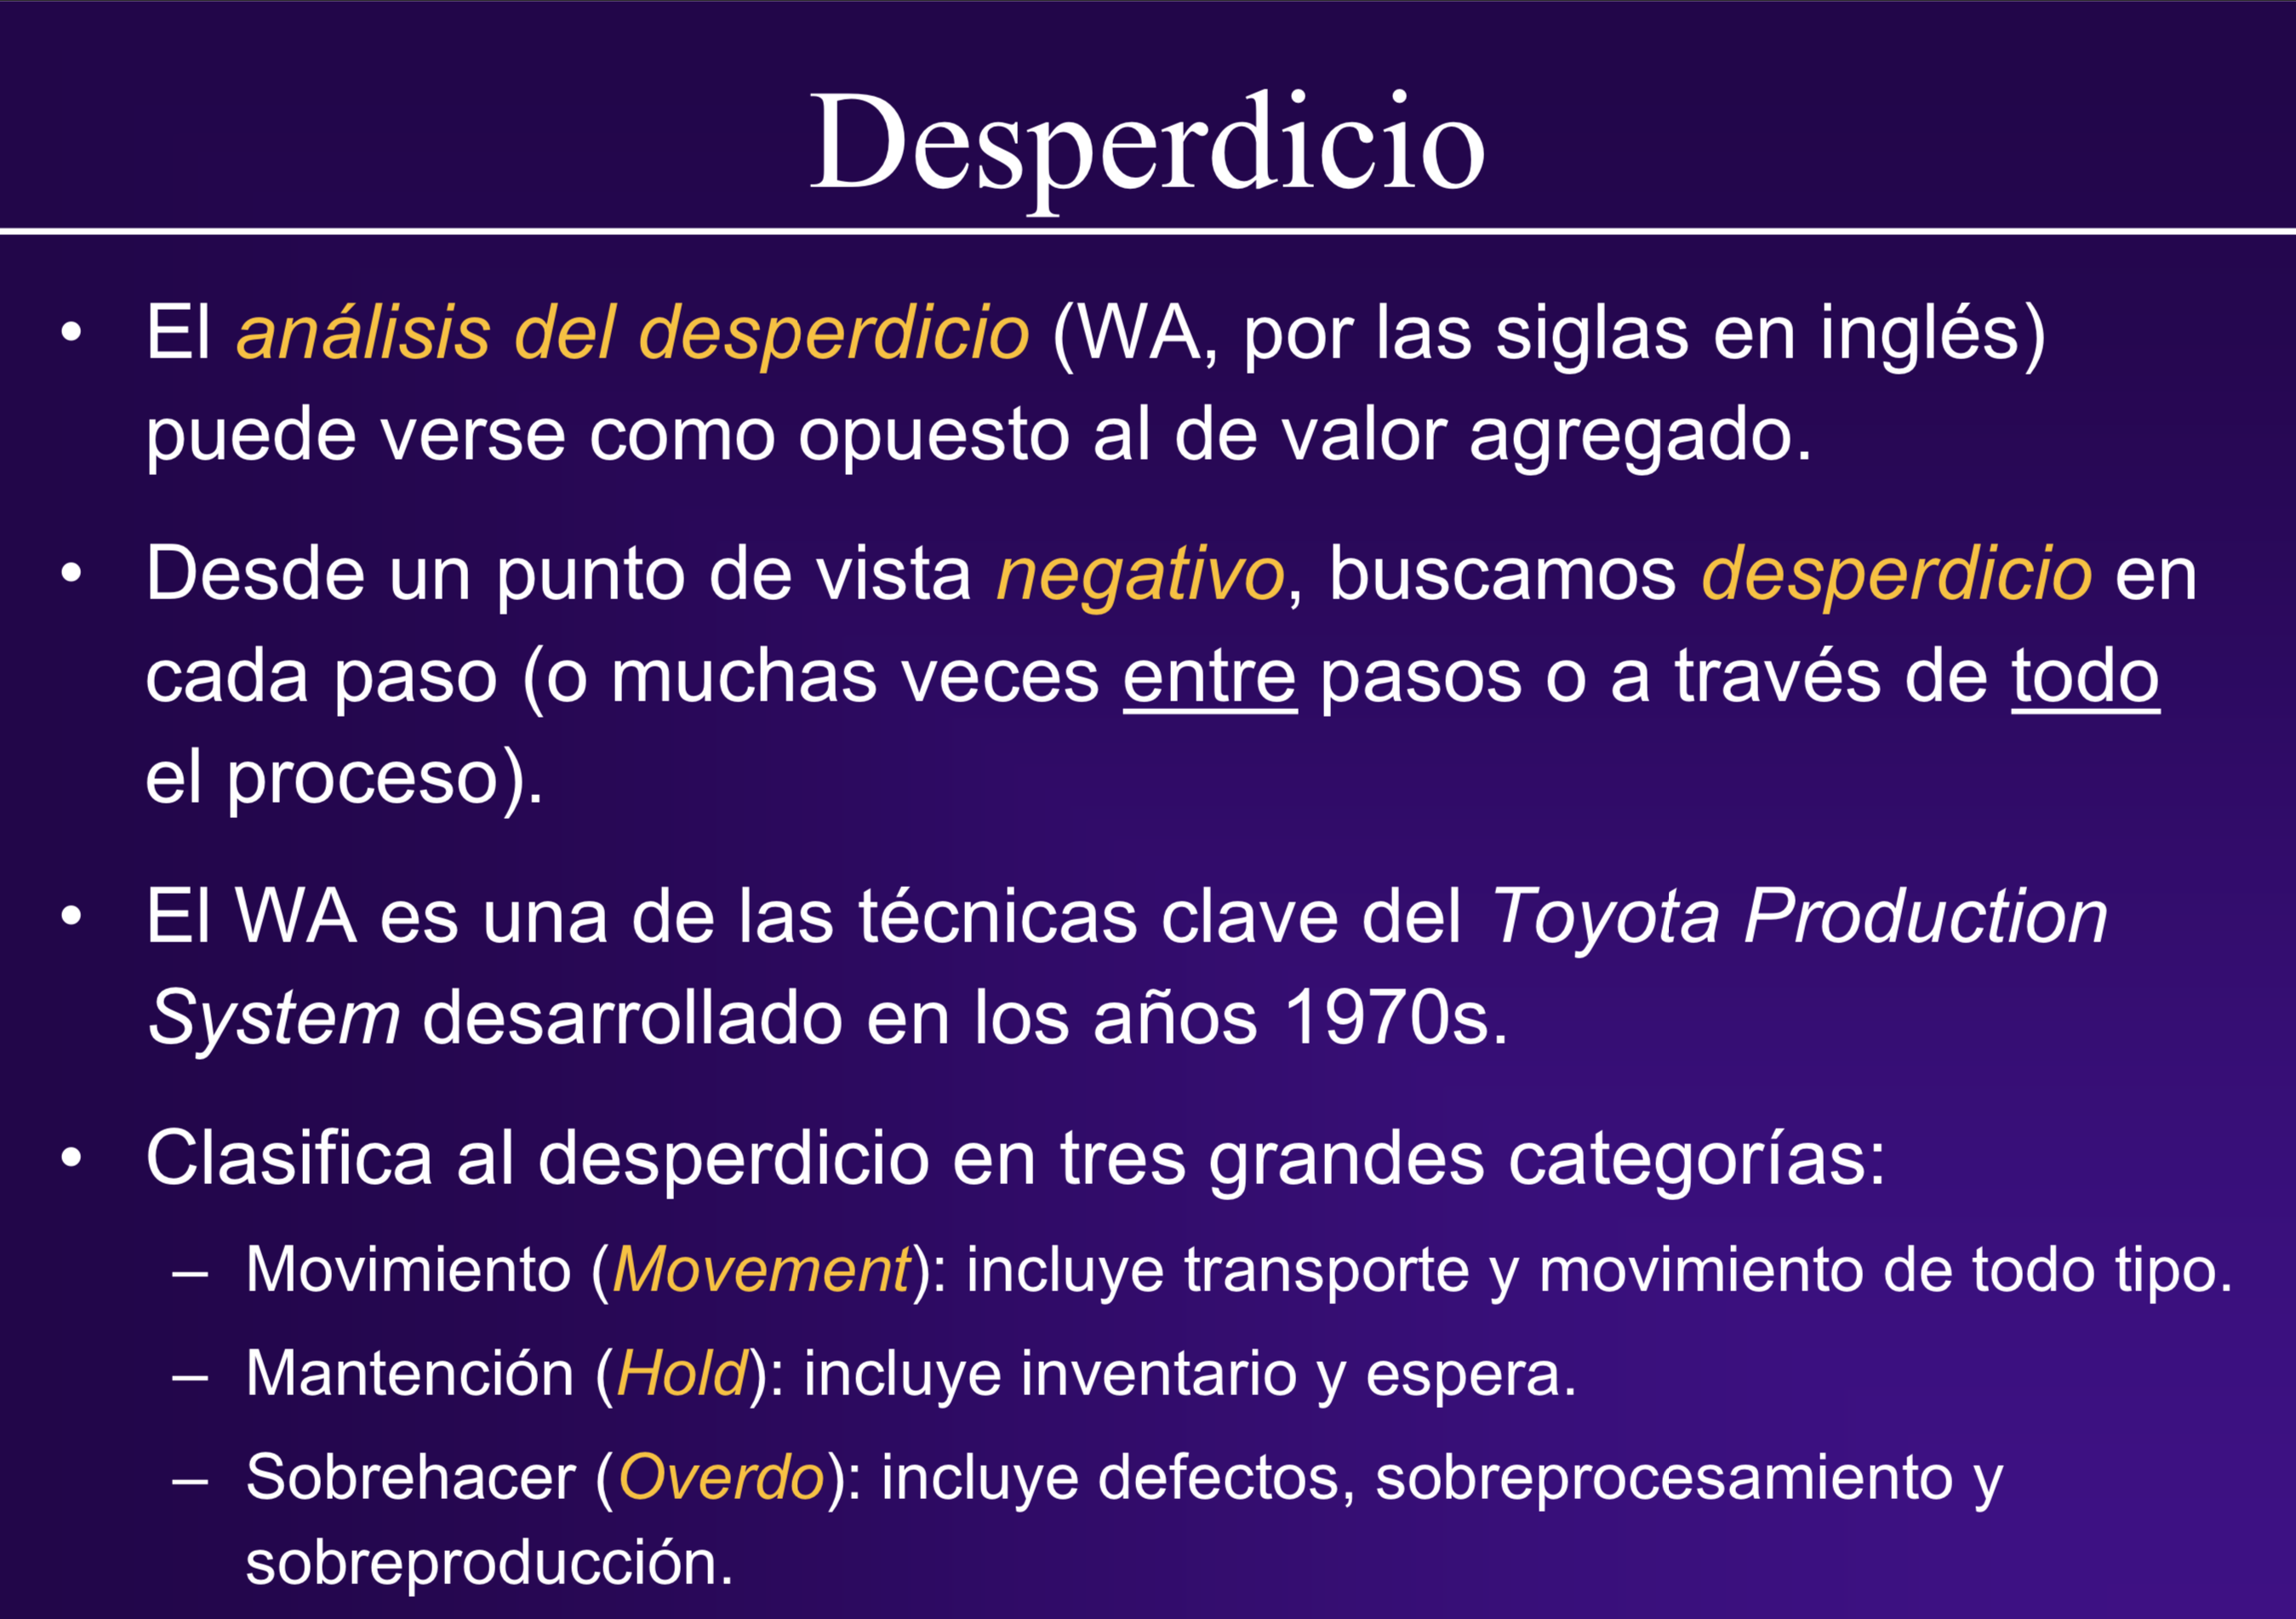 Desperdicio
• El análisis del desperdicio (WA, por las siglas en inglés)
puede verse como opuesto al de valor agregado.
• Desde un punto de vista negativo, buscamos desperdicio en
cada paso (o muchas veces entre pasos o a través de todo
el proceso).
• El WA es una de las técnicas clave del Toyota Production
System desarrollado en los años 1970s.
• Clasifica al desperdicio en tres grandes categorías:
– Movimiento (Movement): incluye transporte y movimiento de todo tipo.
– Mantención (Hold): incluye inventario y espera.
– Sobrehacer (Overdo): incluye defectos, sobreprocesamiento y
sobreproducción.